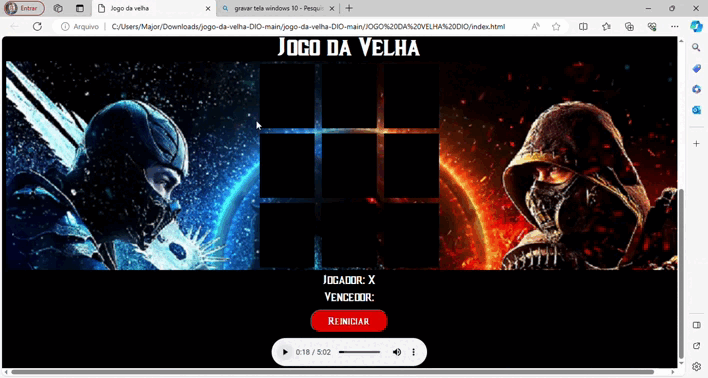 Entrar
Jogo da velha
gravar tela windows 10 - Pesqui
Arquivo
C:/Users/Major/Downloads/jogo-da-velha-DIO-main/jogo-da-velha-DIO-main/JOGO%20DA%20VELHA%20DIO/index.html
Jogo da Velha
Jogador: X
Vencedor:
Reiniciar
0:18 / 5:02